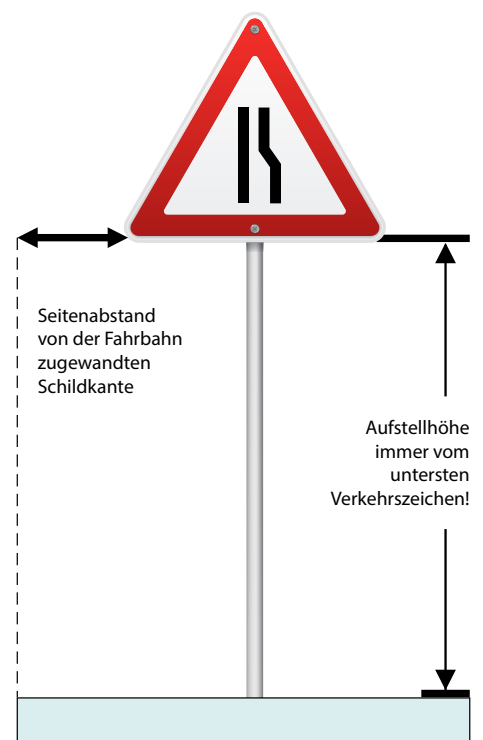 Seitenabstand
von der Fahrbahn
zugewandten
Schildkante
Aufstellhöhe
immer vom
untersten
Verkehrszeichen!